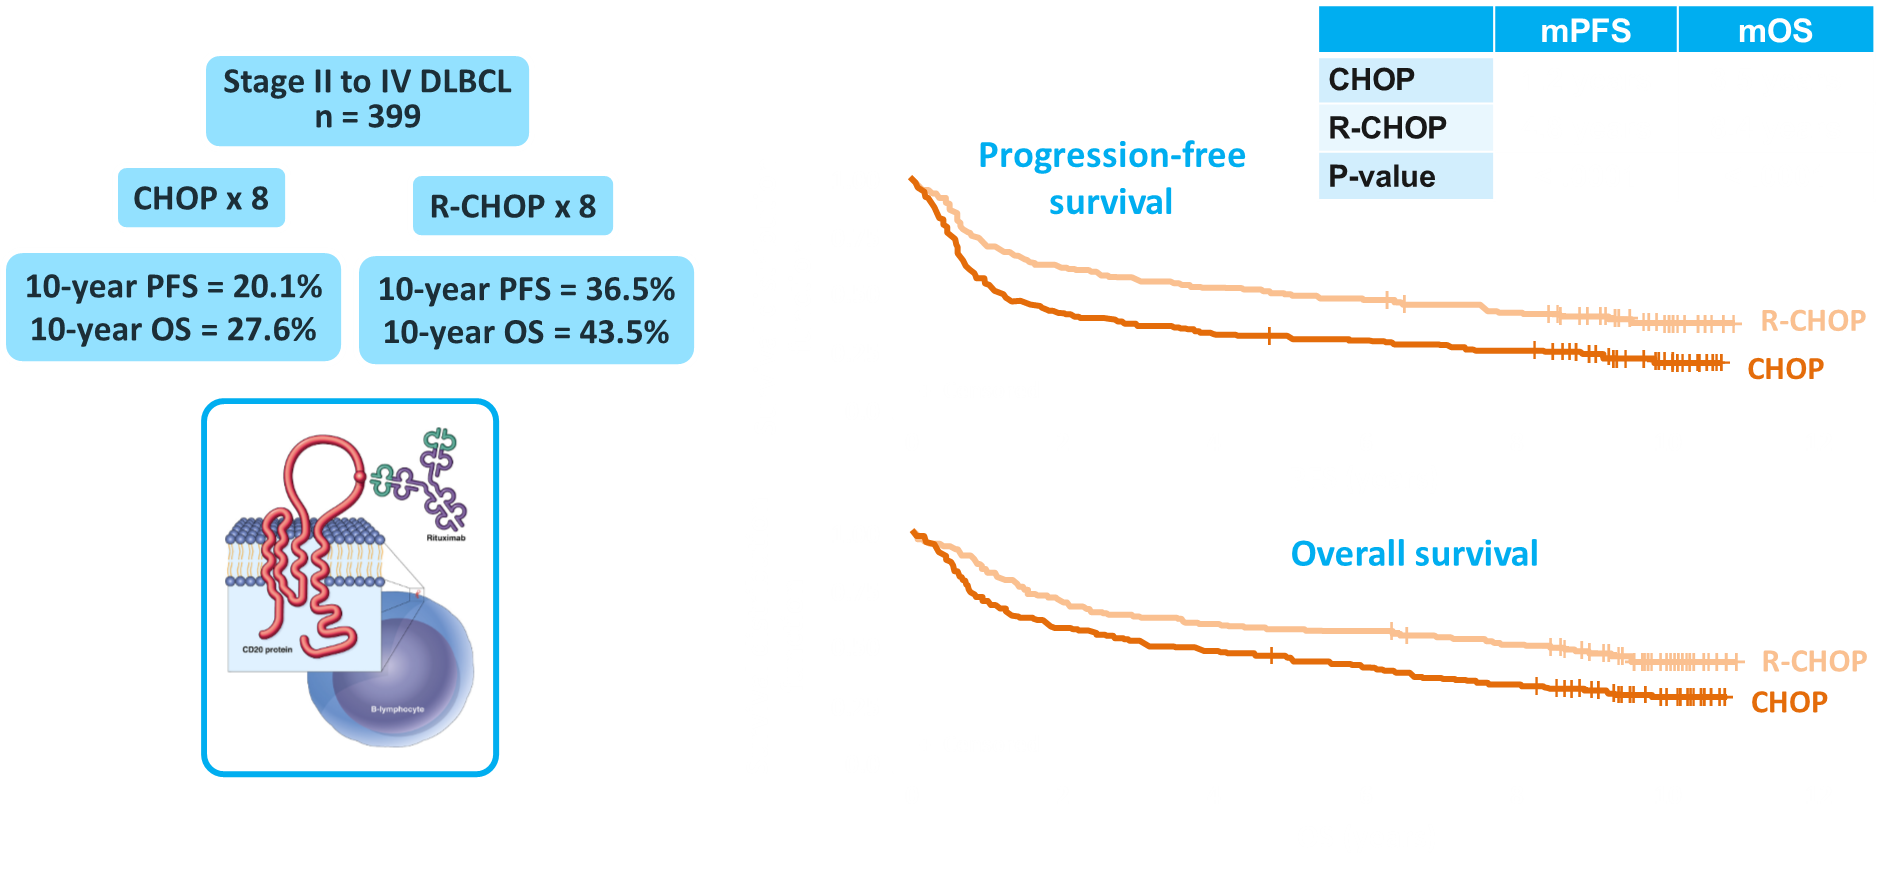 Stage II to IV DLBCL
n = 399
CHOP x 8
R-CHOP x 8
10-year PFS = 20.1%
10-year OS = 27.6%
10-year PFS = 36.5%
10-year OS = 43.5%
Rituximab
CD20 protein
B-lymphocyte
mPFS mOS
CHOP
R-CHOP
P-value
Progression-free
survival
R-CHOP
CHOP
Overall survival
R-CHOP
CHOP